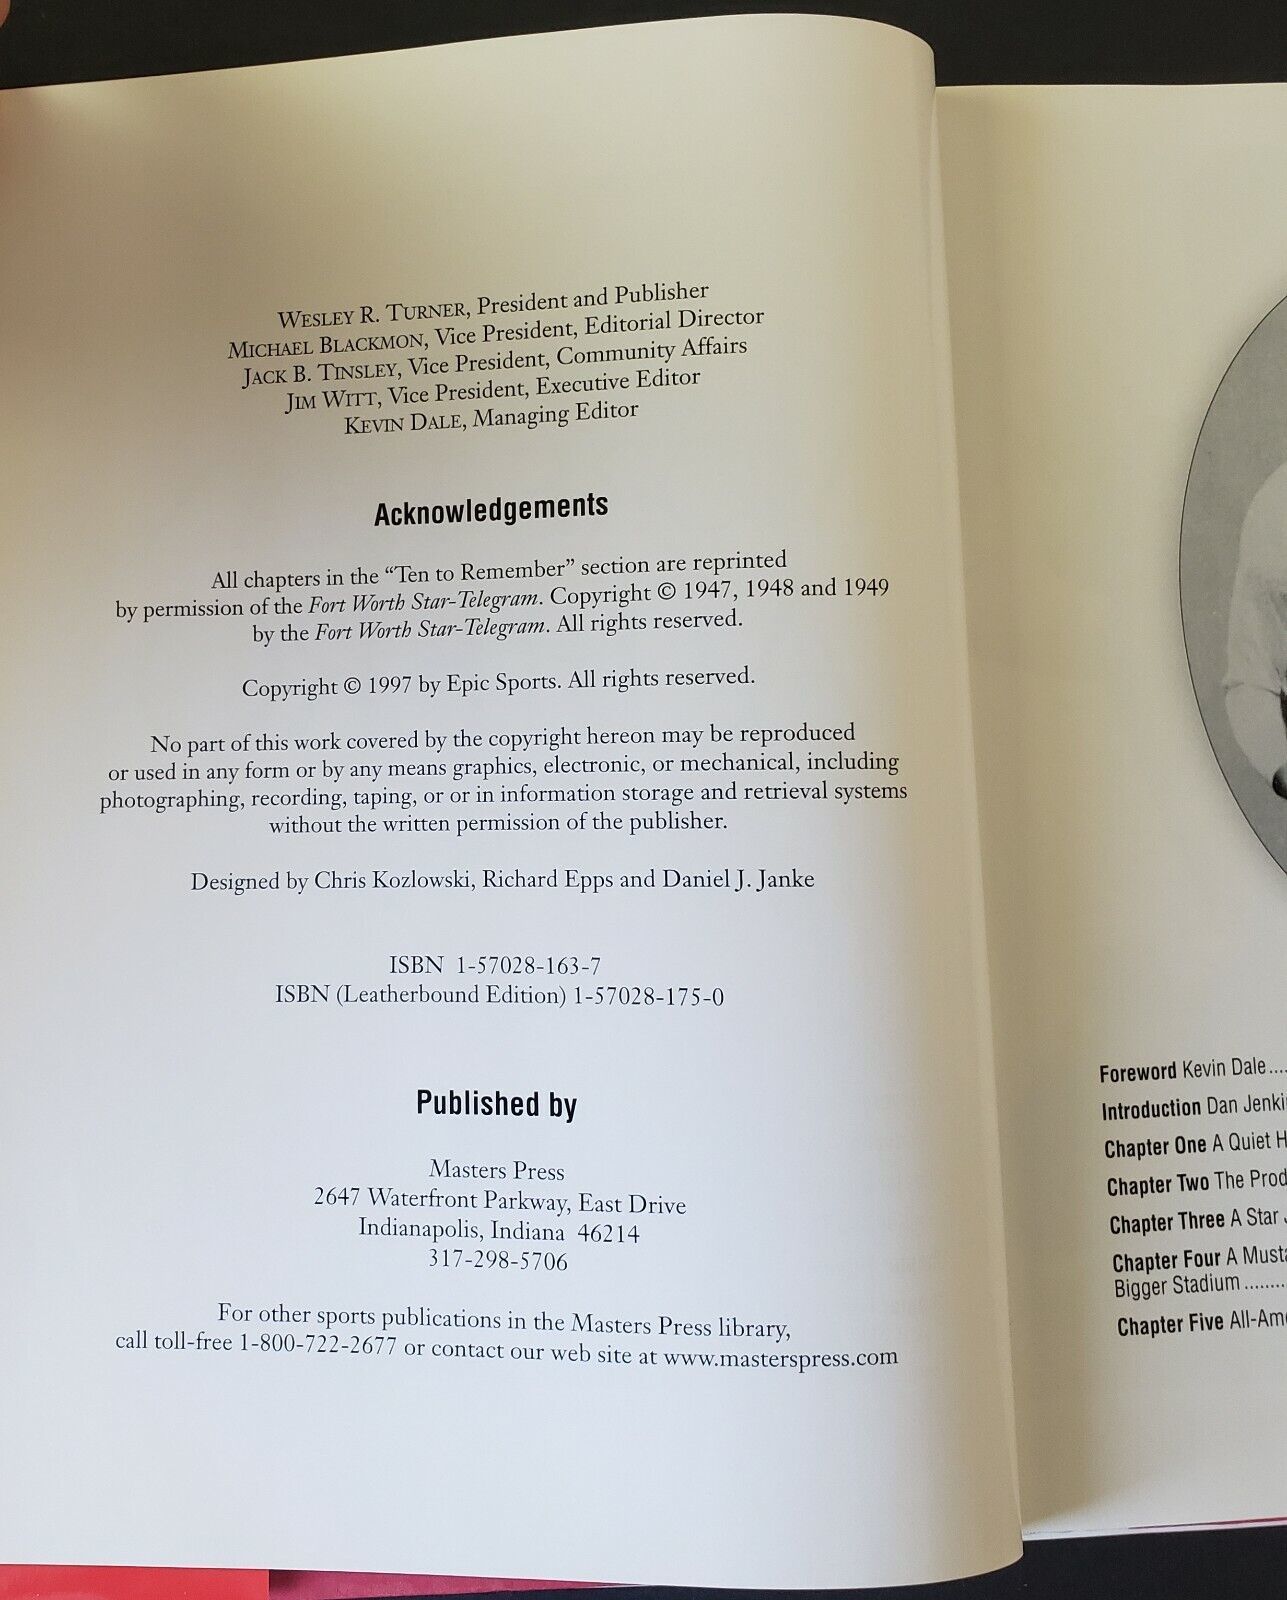 WESLEY R. TURNER, President and Publisher
MICHAEL BLACKMON, Vice President, Editorial Director
JACK B. TINSLEY, Vice President, Community Affairs
JIM WITT, Vice President, Executive Editor
KEVIN DALE, Managing Editor
Acknowledgements
All chapters in the “Ten to Remember” section are reprinted
by permission of the Fort Worth Star-Telegram. Copyright © 1947, 1948 and 1949
by the Fort Worth Star-Telegram. All rights reserved.
Copyright © 1997 by Epic Sports. All rights reserved.
No part of this work covered by the copyright hereon may be reproduced
or used in any form or by any means graphics, electronic, or mechanical, including
photographing, recording, taping, or or in information storage and retrieval systems
without the written permission of the publisher.
Designed by Chris Kozlowski, Richard Epps and Daniel J. Janke
ISBN 1-57028-163-7
ISBN (Leatherbound Edition) 1-57028-175-0
Published by
Masters Press
2647 Waterfront Parkway, East Drive
Indianapolis, Indiana 46214
317-298-5706
For other sports publications in the Masters Press library,
call toll-free 1-800-722-2677 or contact our web site at www.masterspress.com
Foreword Kevin Dale....
Introduction Dan Jenki
Chapter One A Quiet H
Chapter Two The Prod
Chapter Three A Star
Chapter Four A Musta
Bigger Stadium........
Chapter Five All-Ame